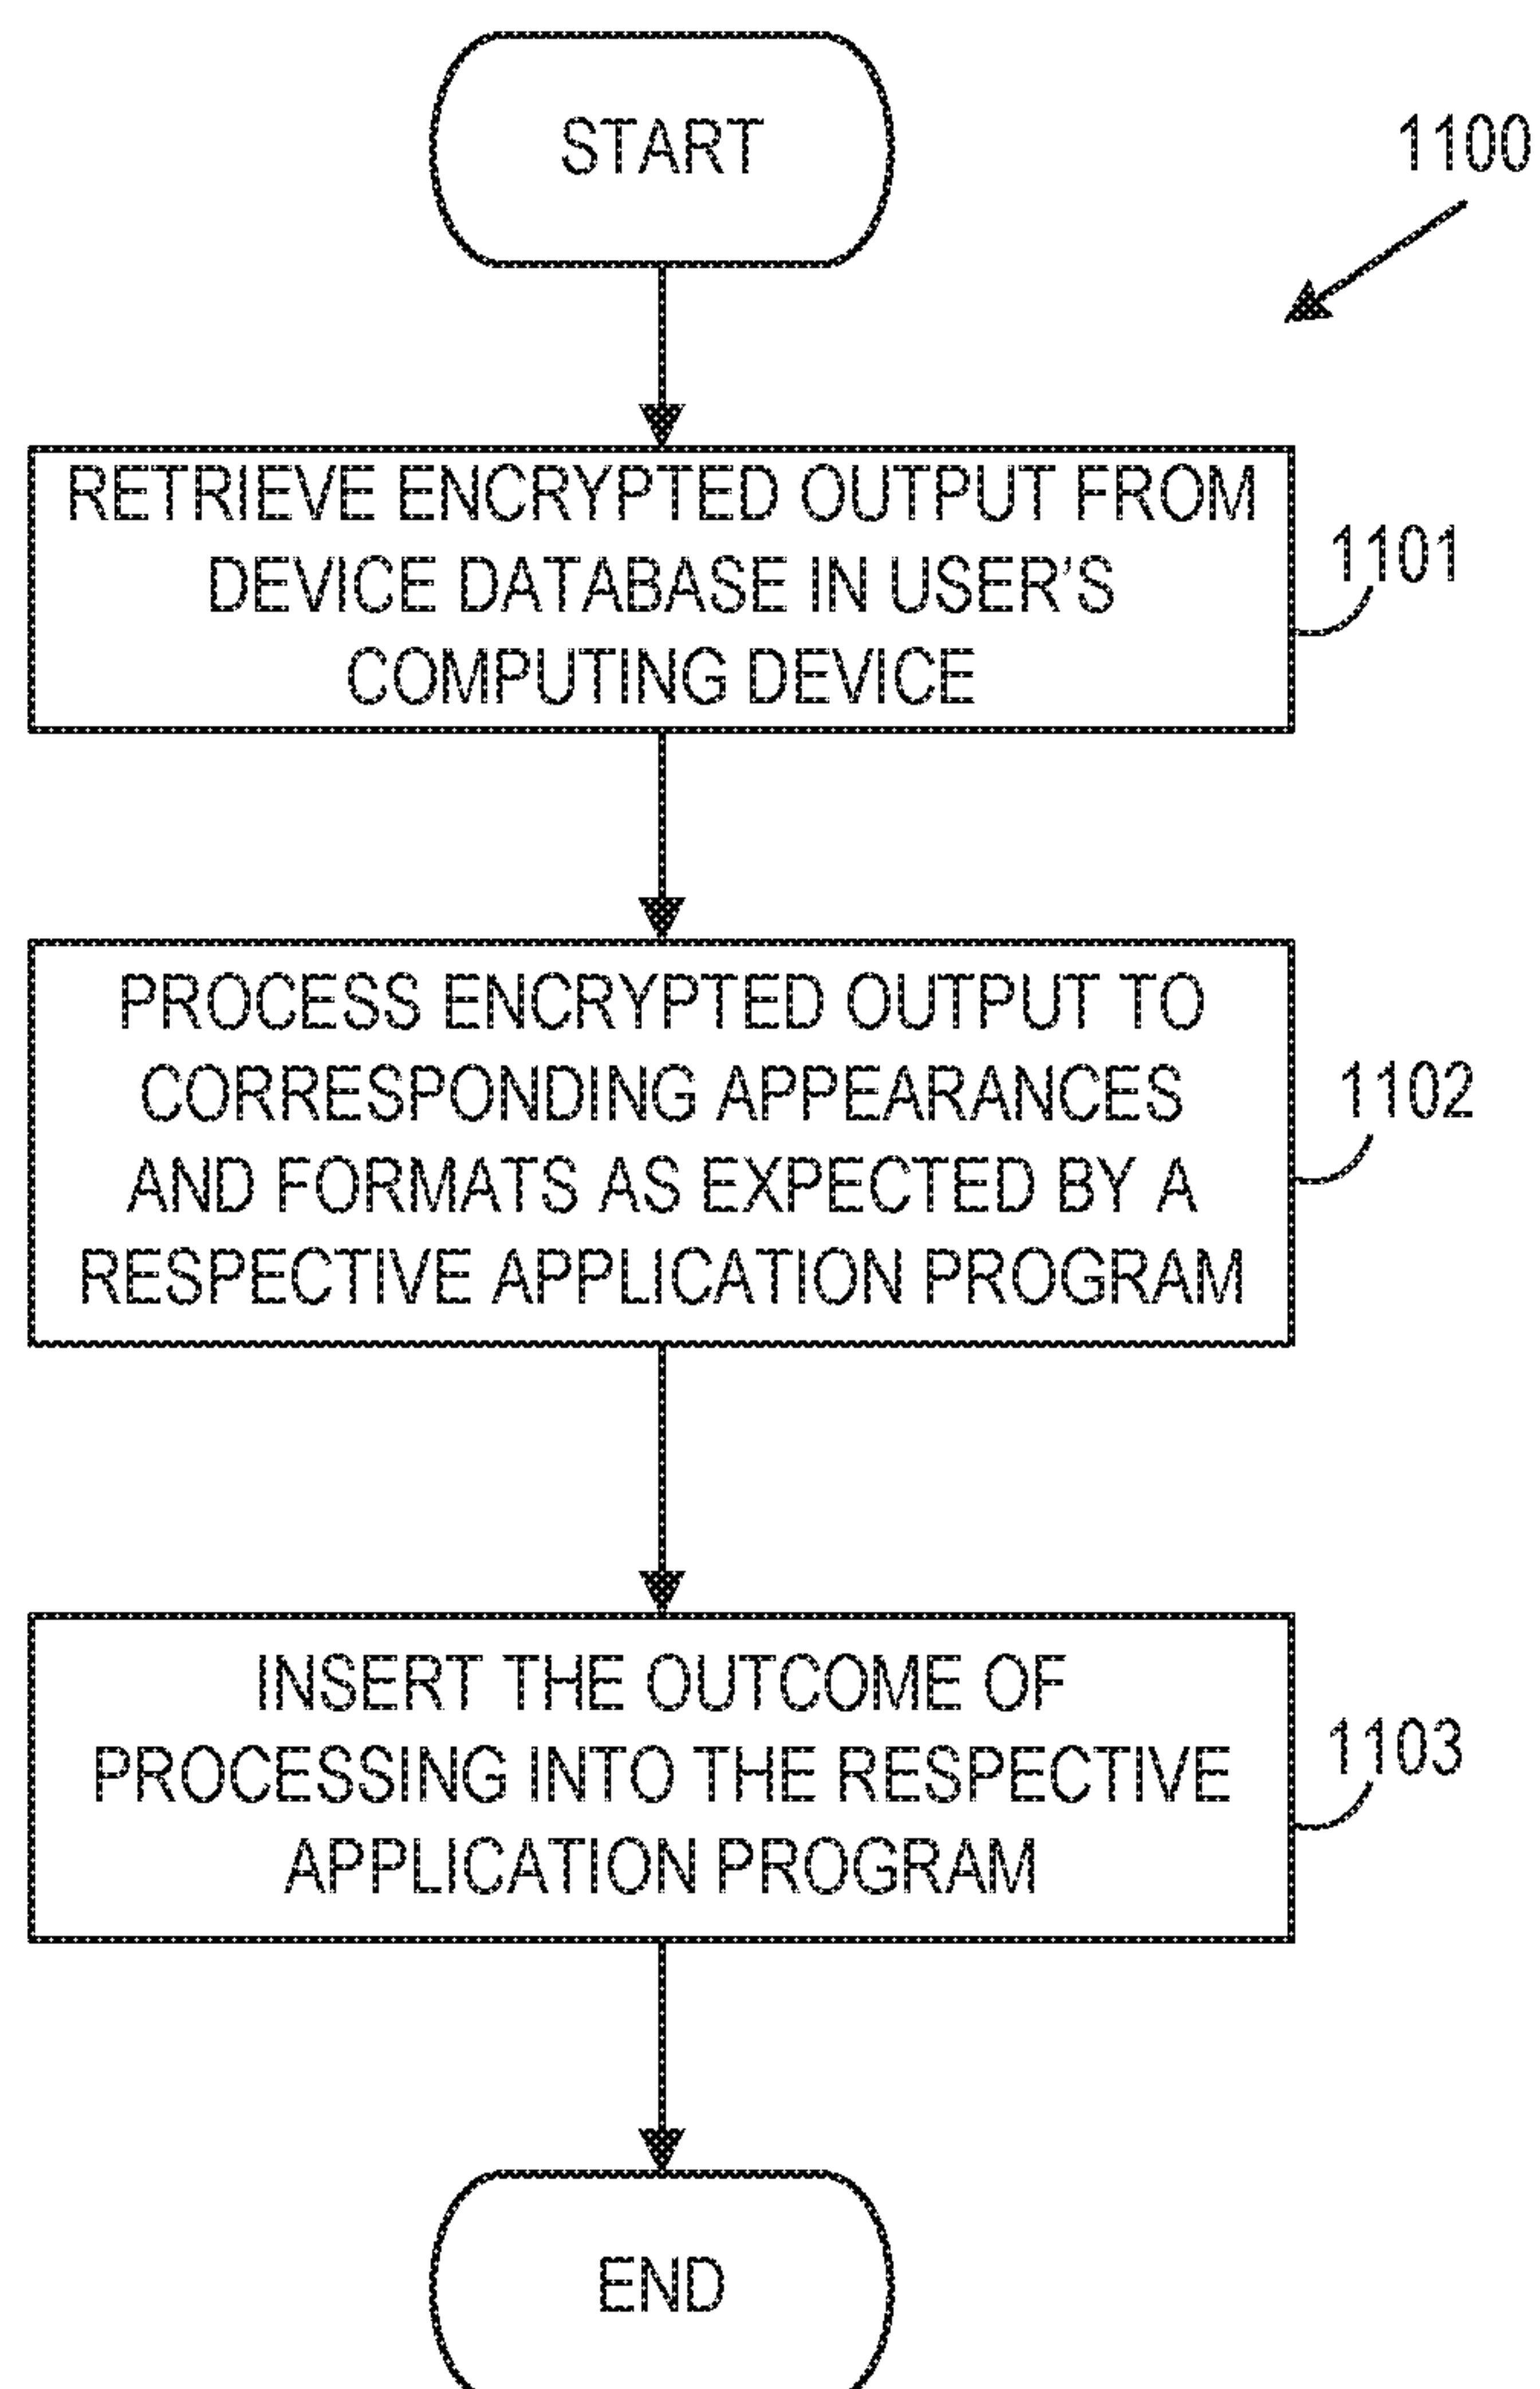 START
1100
RETRIEVE ENCRYPTED OUTPUT FROM
DEVICE DATABASE IN USER'S
COMPUTING DEVICE
1101
PROCESS ENCRYPTED OUTPUT TO
CORRESPONDING APPEARANCES
AND FORMATS AS EXPECTED BY A
RESPECTIVE APPLICATION PROGRAM
1102
INSERT THE OUTCOME OF
PROCESSING INTO THE RESPECTIVE
APPLICATION PROGRAM
1103
END